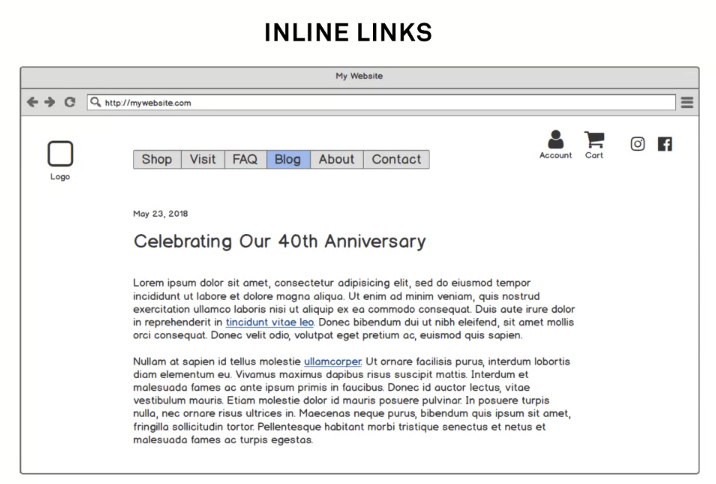 INLINE LINKS
My Website
http://mywebsite.com
Logo
Shop Visit FAQ Blog About Contact
Account Cart
May 23, 2018
Celebrating Our 40th Anniversary
Lorem ipsum dolor sit amet, consectetur adipisicing elit, sed do eiusmod tempor
incididunt ut labore et dolore magna aliqua. Ut enim ad minim veniam, quis nostrud
exercitation ullamco laboris nisi ut aliquip ex ea commodo consequat. Duis aute irure dolor
in reprehenderit in tincidunt vitae leo. Donec bibendum dui ut nibh eleifend, sit amet mollis
orci consequat. Donec velit odio, volutpat eget pretium ac, euismod quis sapien.
Nullam at sapien id tellus molestie ullamcorper. Ut ornare facilisis purus, interdum lobortis
diam elementum eu. Vivamus maximus dapibus risus suscipit mattis. Interdum et
malesuada fames ac ante ipsum primis in faucibus. Donec id auctor lectus, vitae
vestibulum mauris. Etiam molestie dolor id mauris posuere pulvinar. In posuere turpis
nulla, nec ornare risus ultrices in. Maecenas neque purus, bibendum quis ipsum sit amet,
fringilla sollicitudin tortor. Pellentesque habitant morbi tristique senectus et netus et
malesuada fames ac turpis egestas.